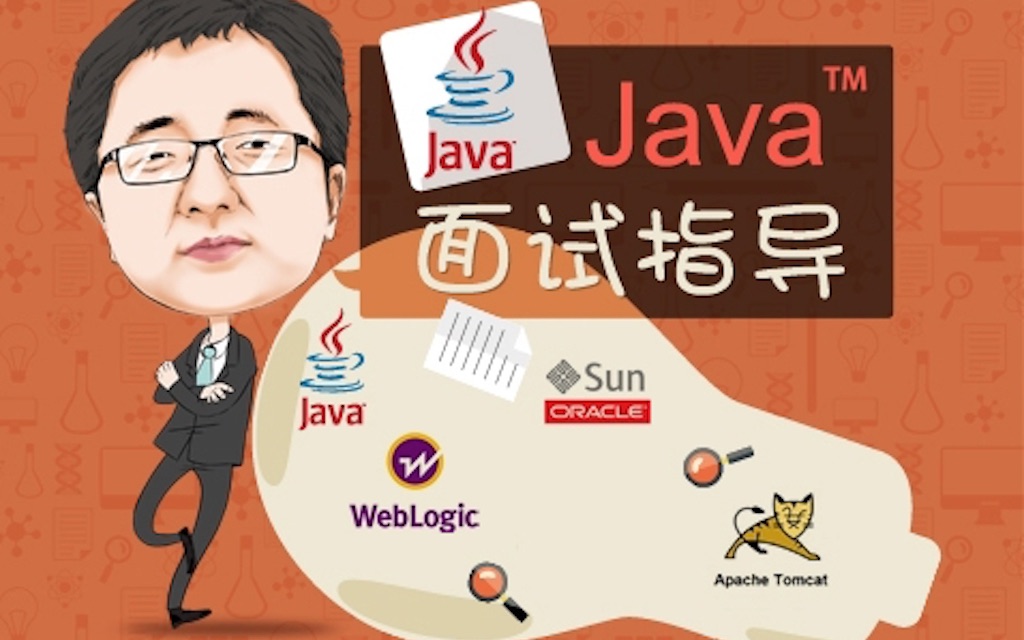 Java
Java™
面试指导
Java
Sun
ORACLE
WebLogic
Apache Tomcat